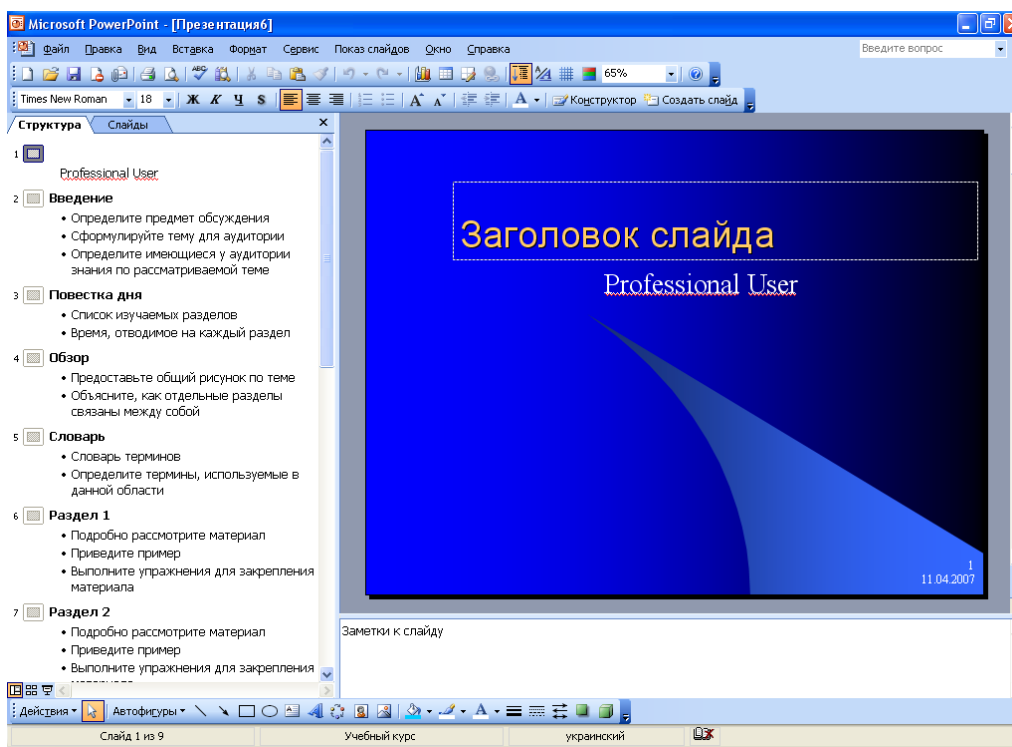 Microsoft PowerPoint - [Презентация6]
Файл Правка Вид Вставка Формат Сервис Показ слайдов Окно Справка
Введите вопрос
65%
Times New Roman 18 Ж К Ч S Конструктор Создать слайд
Структура Слайды
1
Professional User
2 Введение
• Определите предмет обсуждения
• Сформулируйте тему для аудитории
• Определите имеющиеся у аудитории
знания по рассматриваемой теме
3 Повестка дня
• Список изучаемых разделов
• Время, отводимое на каждый раздел
4 Обзор
• Предоставьте общий рисунок по теме
• Объясните, как отдельные разделы
связаны между собой
5 Словарь
• Словарь терминов
• Определите термины, используемые в
данной области
6 Раздел 1
• Подробно рассмотрите материал
• Приведите пример
• Выполните упражнения для закрепления
материала
7 Раздел 2
• Подробно рассмотрите материал
• Приведите пример
• Выполните упражнения для закрепления
Заголовок слайда
Professional User
1
11.04.2007
Заметки к слайду
Действия Автофигуры
Слайд 1 из 9 Учебный курс украинский